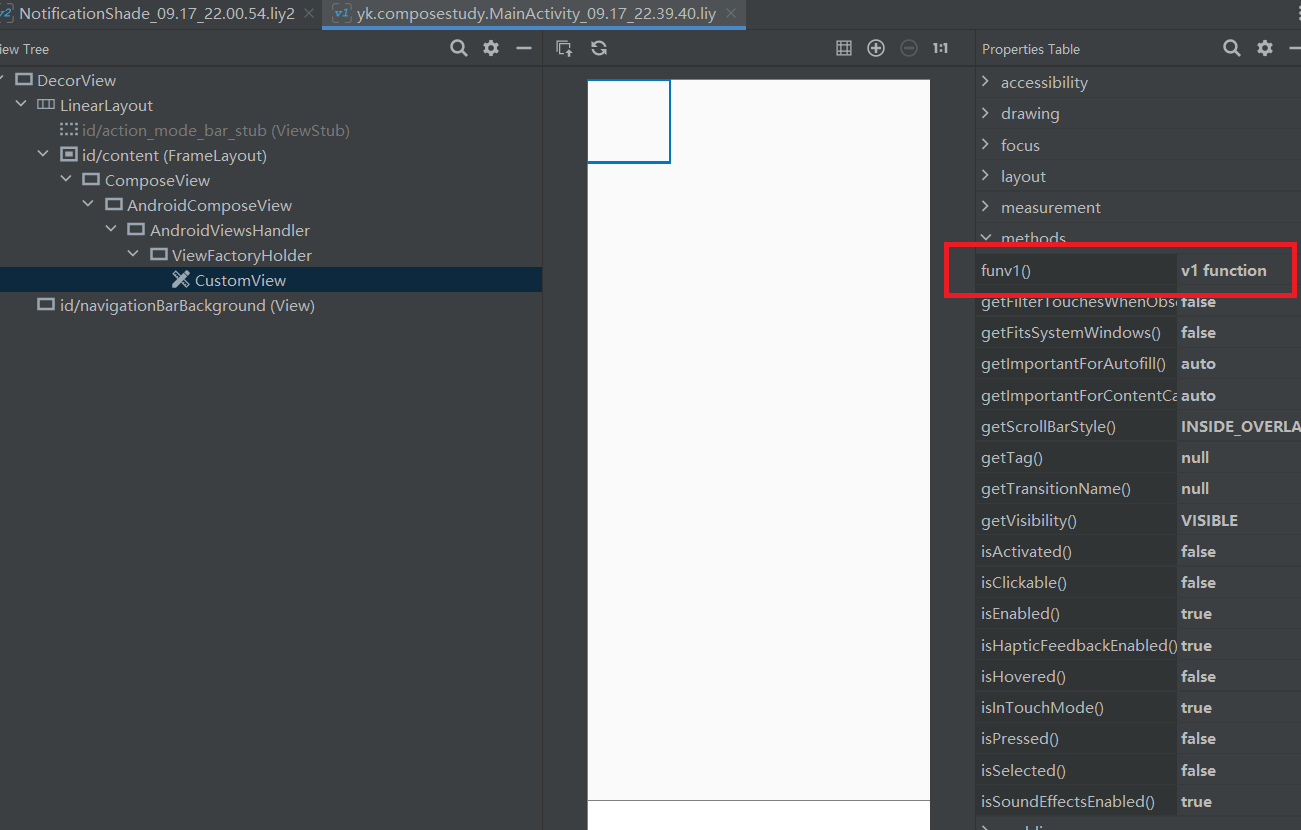 v2 NotificationShade_09.17_22.00.54.liy2
v1 yk.composestudy.MainActivity_09.17_22.39.40.liy
iew Tree
1:1
Properties Table
DecorView
LinearLayout
id/action_mode_bar_stub (ViewStub)
id/content (FrameLayout)
ComposeView
AndroidComposeView
AndroidViewsHandler
ViewFactoryHolder
CustomView
id/navigationBarBackground (View)
accessibility
drawing
focus
layout
measurement
methods
funv1() v1 function
getFilterTouchesWhenObs false
getFitsSystemWindows() false
getImportantForAutofill() auto
getImportantForContentCa auto
getScrollBarStyle() INSIDE_OVERLA
getTag() null
getTransitionName() null
getVisibility() VISIBLE
isActivated() false
isClickable() false
isEnabled() true
isHapticFeedbackEnabled() true
isHovered() false
isInTouchMode() true
isPressed() false
isSelected() false
isSoundEffectsEnabled() true